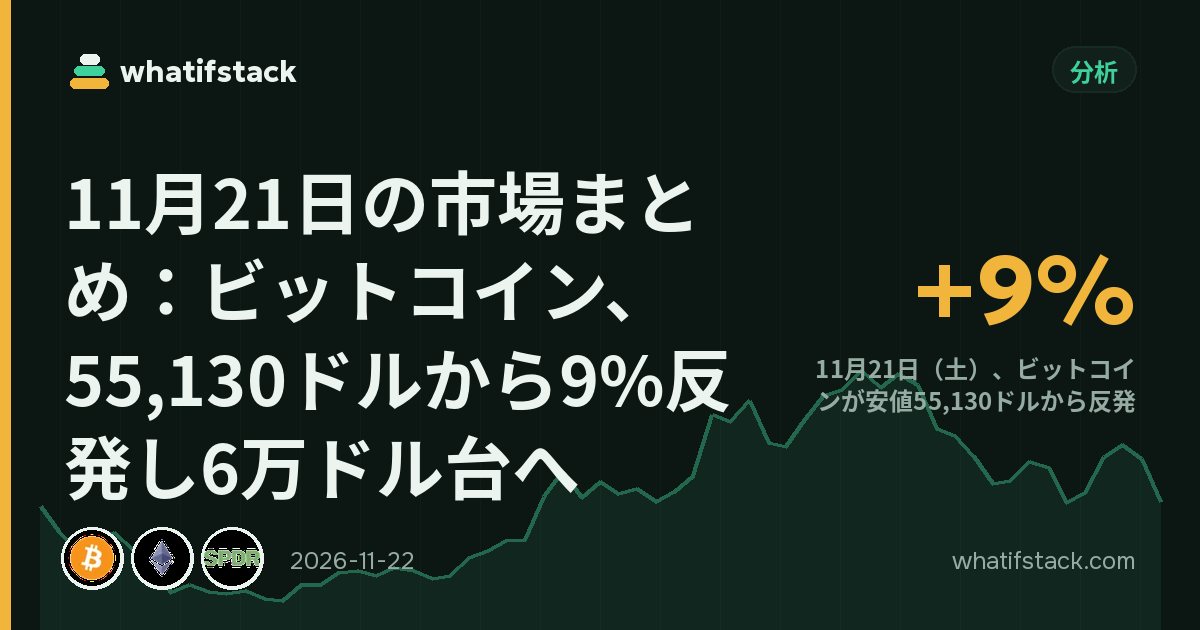 whatifstack
分析
11月21日の市場まと
め：ビットコイン、
55,130ドルから9%反
発し6万ドル台へ
+9%
11月21日（土）、ビットコイ
ンが安値55,130ドルから反発
SPDR
2026-11-22
whatifstack.com